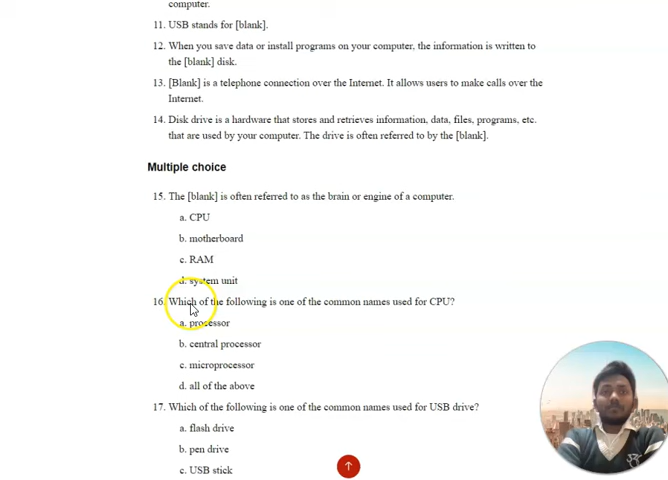 computer.
11. USB stands for [blank].
12. When you save data or install programs on your computer, the information is written to
the [blank] disk.
13. [Blank] is a telephone connection over the Internet. It allows users to make calls over the
Internet.
14. Disk drive is a hardware that stores and retrieves information, data, files, programs, etc.
that are used by your computer. The drive is often referred to by the [blank].
Multiple choice
15. The [blank] is often referred to as the brain or engine of a computer.
a. CPU
b. motherboard
c. RAM
d. system unit
16. Which of the following is one of the common names used for CPU?
a. processor
b. central processor
c. microprocessor
d. all of the above
17. Which of the following is one of the common names used for USB drive?
a. flash drive
b. pen drive
c. USB stick